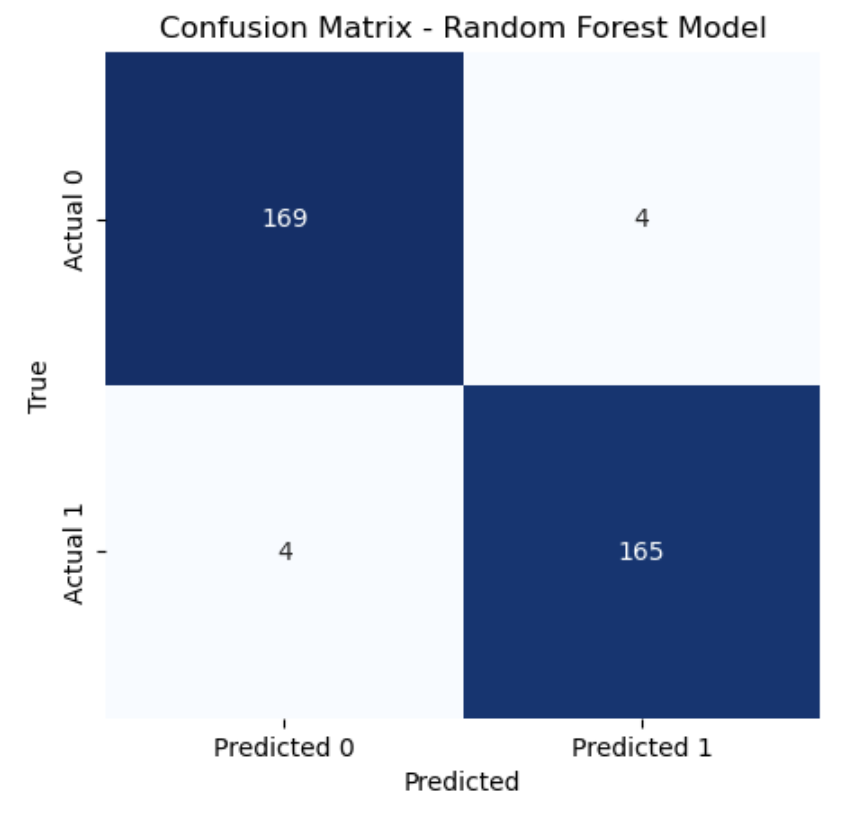 Confusion Matrix - Random Forest Model
True
Actual 0
169
4
Actual 1
4
165
Predicted 0
Predicted 1
Predicted